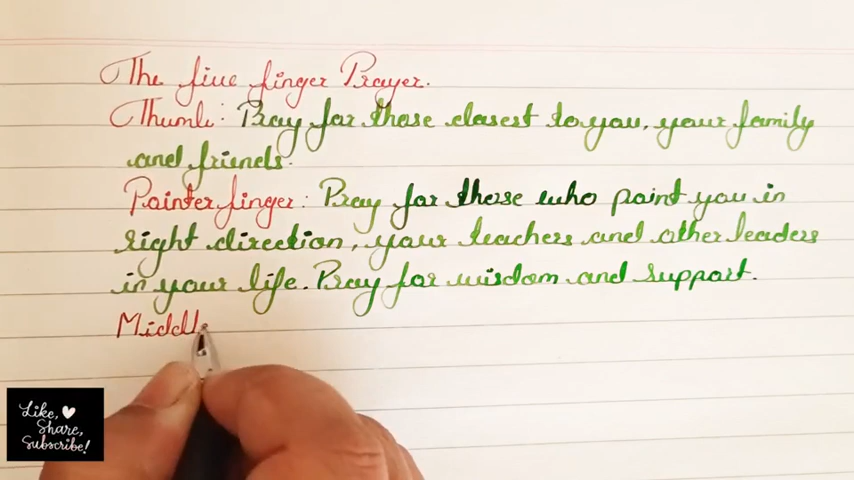 The five finger Prayer.
Thumb: Pray for those closest to you, your family
and friends.
Pointer finger: Pray for those who point you in
right direction, your teachers and other leaders
in your life. Pray for wisdom and support.
Middl
Like,
Share,
Subscribe!